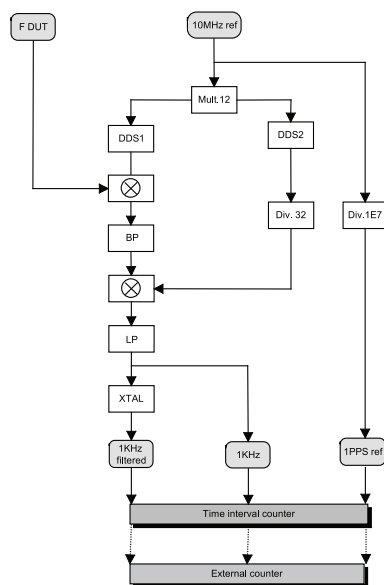 F DUT
10MHz ref
Mult.12
DDS1
DDS2
Div. 32
Div.1E7
BP
LP
XTAL
1KHz
filtered
1KHz
1PPS ref
Time interval counter
External counter